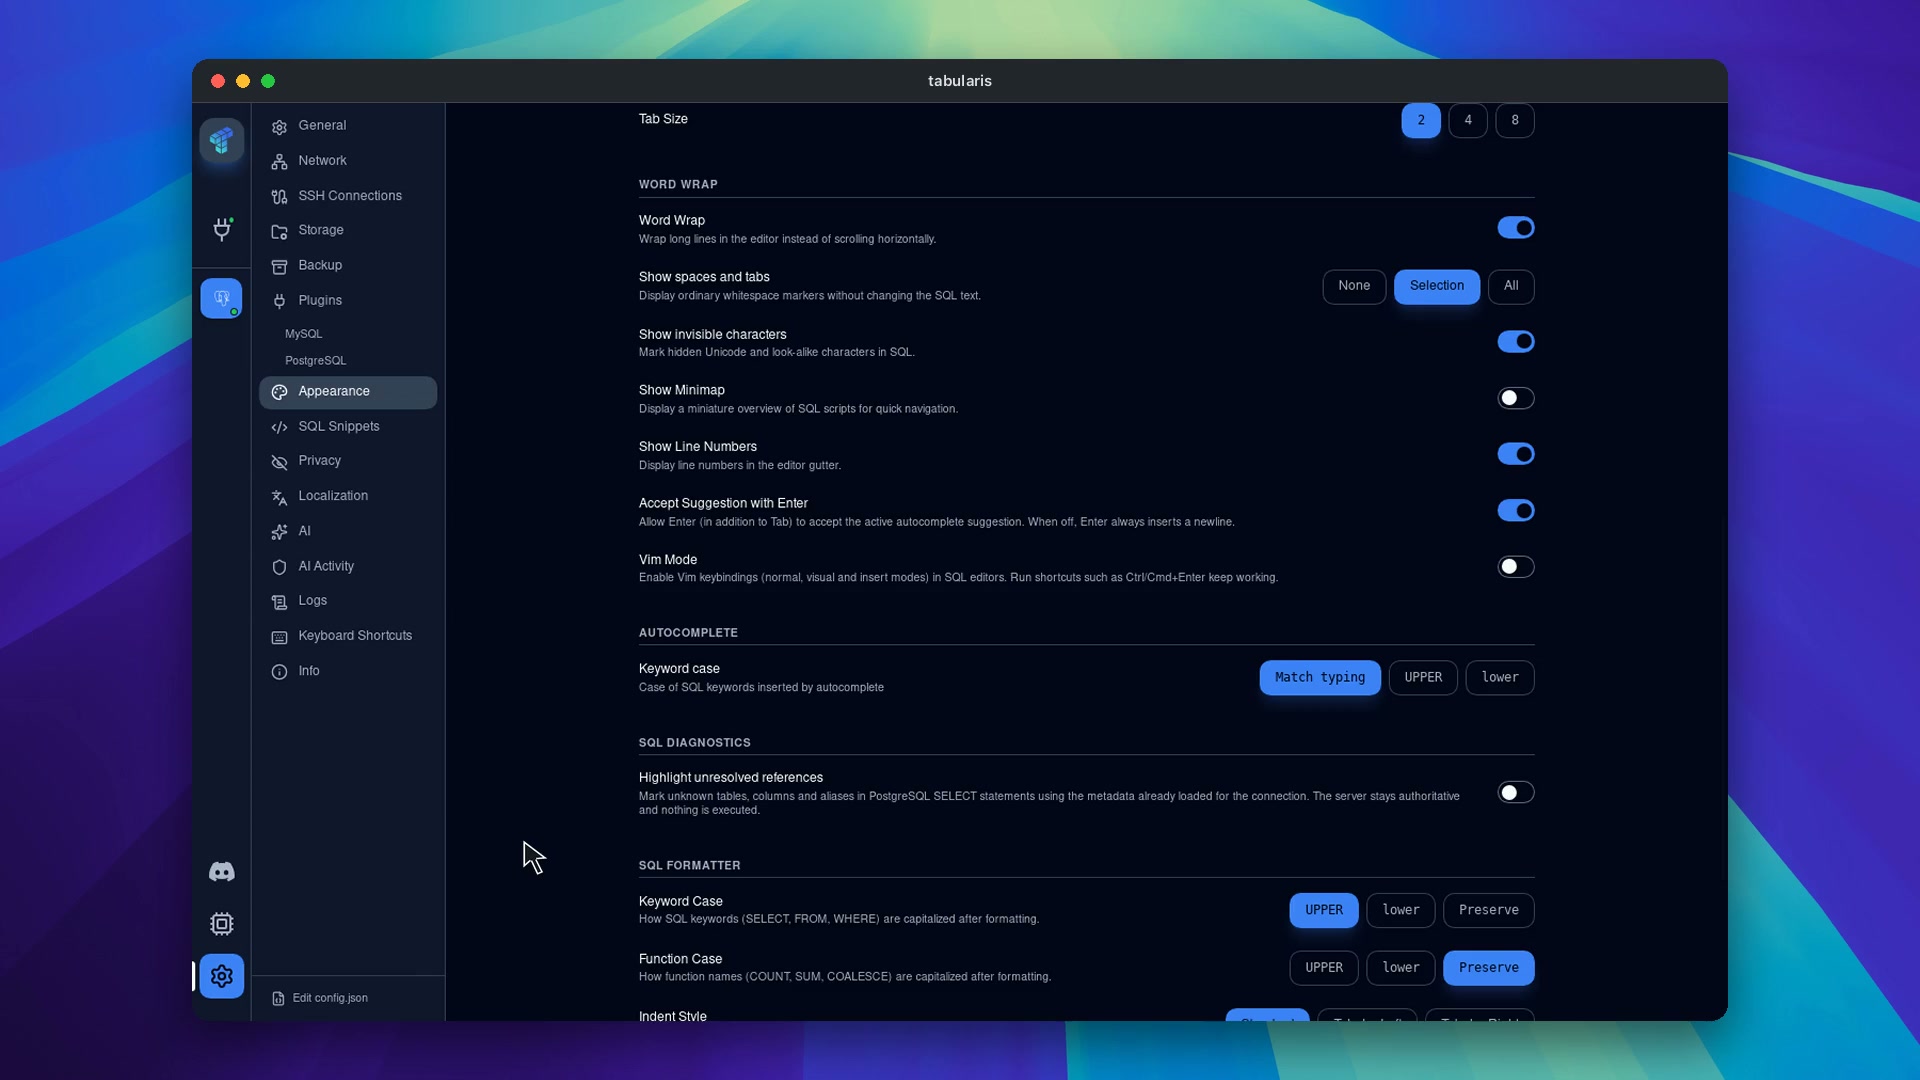 tabularis
General
Network
SSH Connections
Storage
Backup
Plugins
MySQL
PostgreSQL
Appearance
SQL Snippets
Privacy
Localization
AI
AI Activity
Logs
Keyboard Shortcuts
Info
Edit config.json
Tab Size
2 4 8
WORD WRAP
Word Wrap
Wrap long lines in the editor instead of scrolling horizontally.
Show spaces and tabs
Display ordinary whitespace markers without changing the SQL text.
None Selection All
Show invisible characters
Mark hidden Unicode and look-alike characters in SQL.
Show Minimap
Display a miniature overview of SQL scripts for quick navigation.
Show Line Numbers
Display line numbers in the editor gutter.
Accept Suggestion with Enter
Allow Enter (in addition to Tab) to accept the active autocomplete suggestion. When off, Enter always inserts a newline.
Vim Mode
Enable Vim keybindings (normal, visual and insert modes) in SQL editors. Run shortcuts such as Ctrl/Cmd+Enter keep working.
AUTOCOMPLETE
Keyword case
Case of SQL keywords inserted by autocomplete
Match typing UPPER lower
SQL DIAGNOSTICS
Highlight unresolved references
Mark unknown tables, columns and aliases in PostgreSQL SELECT statements using the metadata already loaded for the connection. The server stays authoritative
and nothing is executed.
SQL FORMATTER
Keyword Case
How SQL keywords (SELECT, FROM, WHERE) are capitalized after formatting.
UPPER lower Preserve
Function Case
How function names (COUNT, SUM, COALESCE) are capitalized after formatting.
UPPER lower Preserve
Indent Style